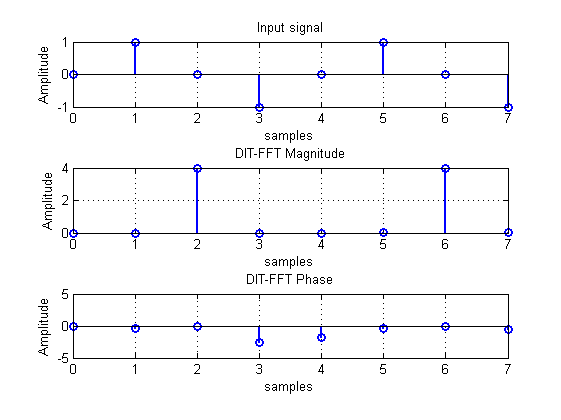 Input signal
1
0
-1
Amplitude
0 1 2 3 4 5 6 7
samples
DIT-FFT Magnitude
4
2
0
Amplitude
0 1 2 3 4 5 6 7
samples
DIT-FFT Phase
5
0
-5
Amplitude
0 1 2 3 4 5 6 7
samples